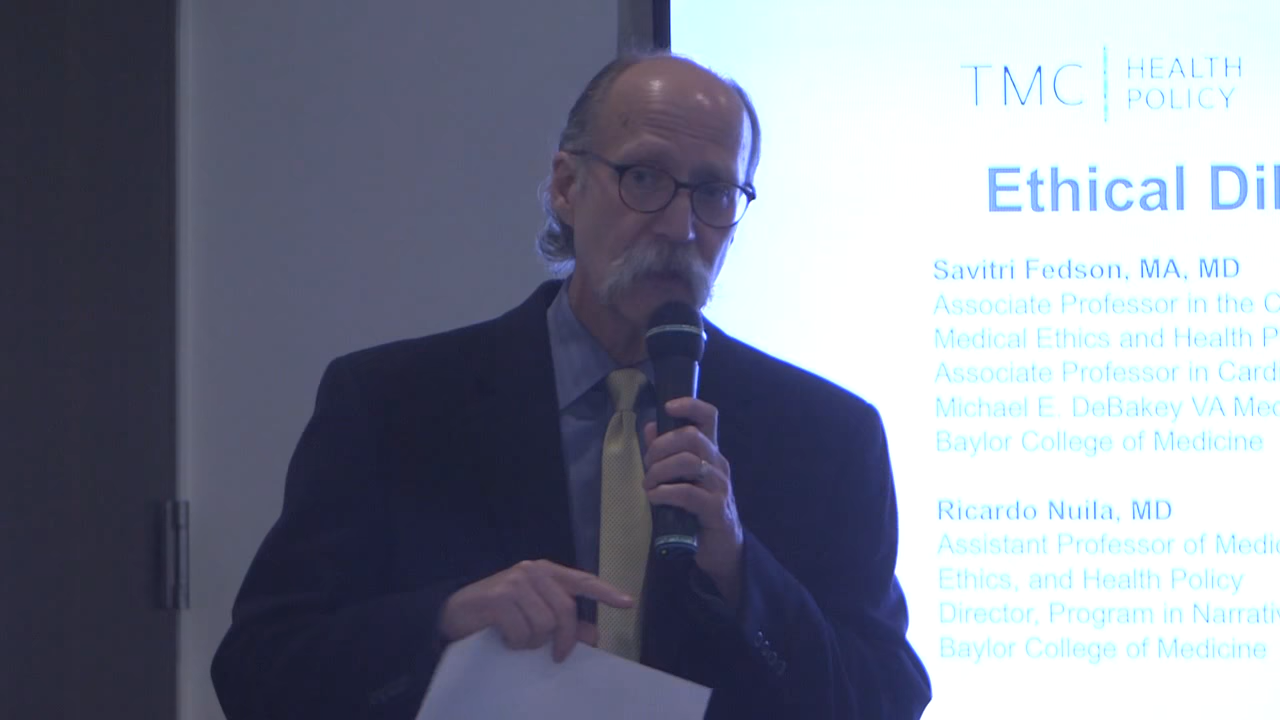 TMC
HEALTH
POLICY
Ethical
Savitri Fedson, MA, MD
Associate Professor in the
Medical Ethics and Health
Associate Professor in
Michael E. DeBakey VA
Baylor College of Medicine
Ricardo Nuila, MD
Assistant Professor of
Ethics, and Health Policy
Director, Program in
Baylor College of Medicine